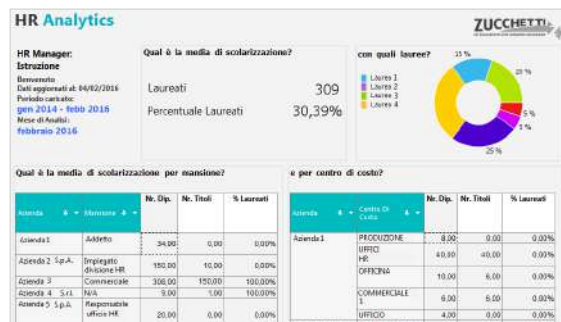 HR Analytics
ZUCCHETTI
HR Manager:
Istruzione
Benvenuto
Dati aggiornati al: 04/02/2016
Periodo caricato:
gen 2014 - febb 2016
Mese di Analisi:
febbraio 2016
Qual è la media di scolarizzazione?
Laureati 309
Percentuale Laureati 30,39%
con quali lauree?
Laurea 1
Laurea 2
Laurea 3
Laurea 4
15 %
5 %
5 %
25 %
Qual è la media di scolarizzazione per mansione?
Azienda Mansione Nr. Dip. Nr. Titoli % Laureati
Azienda1 Addetto 34,00 0,00 0,00%
Azienda 2 S.p.A. Impiegato divisione HR 150,00 10,00 0,00%
Azienda 3 Commerciale 306,00 150,00 100,00%
Azienda 4 S.r.l. N/A 9,00 1,00 100,00%
Azienda 5 S.p.A. Responsabile ufficio HR 20,00 0,00 0,00%
e per centro di costo?
Azienda Centro Di Costo Nr. Dip. Nr. Titoli % Laureati
Azienda1 PRODUZIONE 8,00 0,00 0,00%
UFFICI HR 40,00 40,00 0,00%
OFFICINA 10,00 6,00 0,00%
COMMERCIALE 1 6,00 6,00 0,00%
UFFICIO 4,00 0,00 0,00%